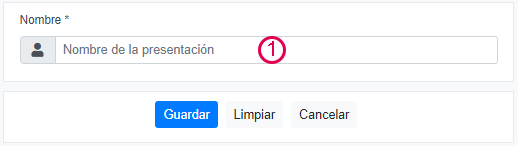 Nombre *
Nombre de la presentación 1
Guardar Limpiar Cancelar